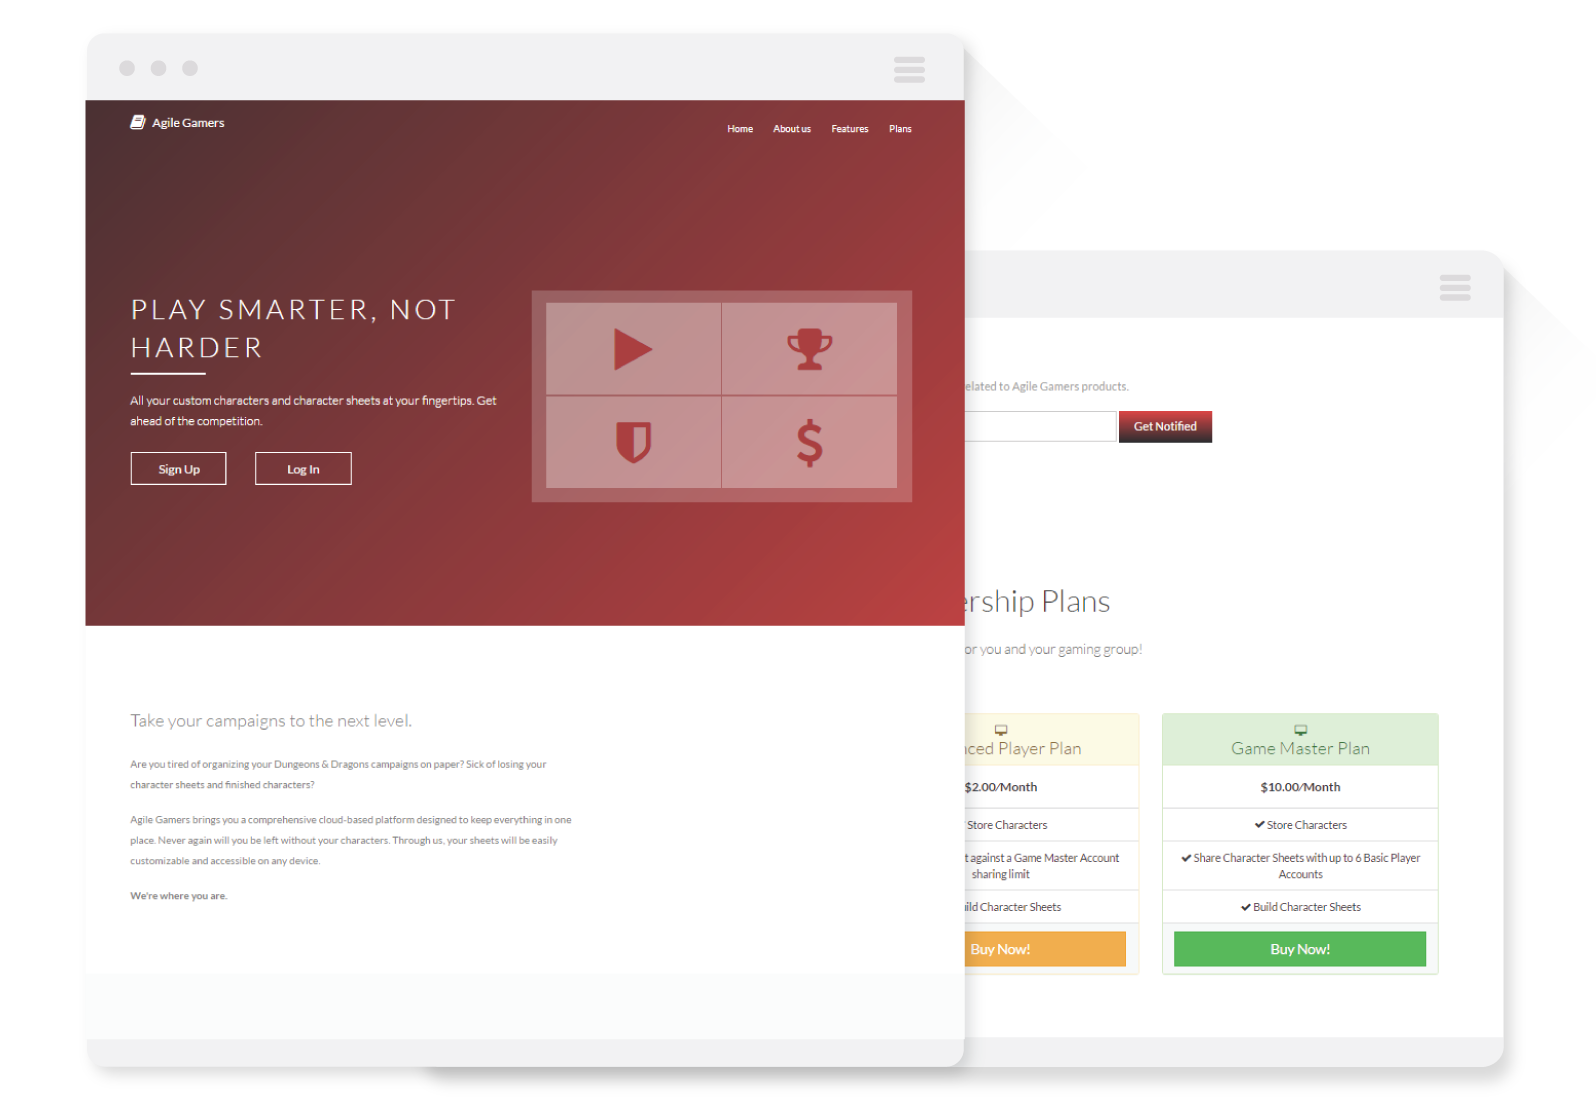 Agile Gamers
Home About us Features Plans
PLAY SMARTER, NOT
HARDER
All your custom characters and character sheets at your fingertips. Get
ahead of the competition.
Sign Up Log In
Take your campaigns to the next level.
Are you tired of organizing your Dungeons & Dragons campaigns on paper? Sick of losing your
character sheets and finished characters?
Agile Gamers brings you a comprehensive cloud-based platform designed to keep everything in one
place. Never again will you be left without your characters. Through us, your sheets will be easily
customizable and accessible on any device.
We're where you are.
elated to Agile Gamers products.
Get Notified
ership Plans
or you and your gaming group!
nced Player Plan
$2.00/Month
Store Characters
t against a Game Master Account
sharing limit
ild Character Sheets
Buy Now!
Game Master Plan
$10.00/Month
✔ Store Characters
✔ Share Character Sheets with up to 6 Basic Player
Accounts
✔ Build Character Sheets
Buy Now!